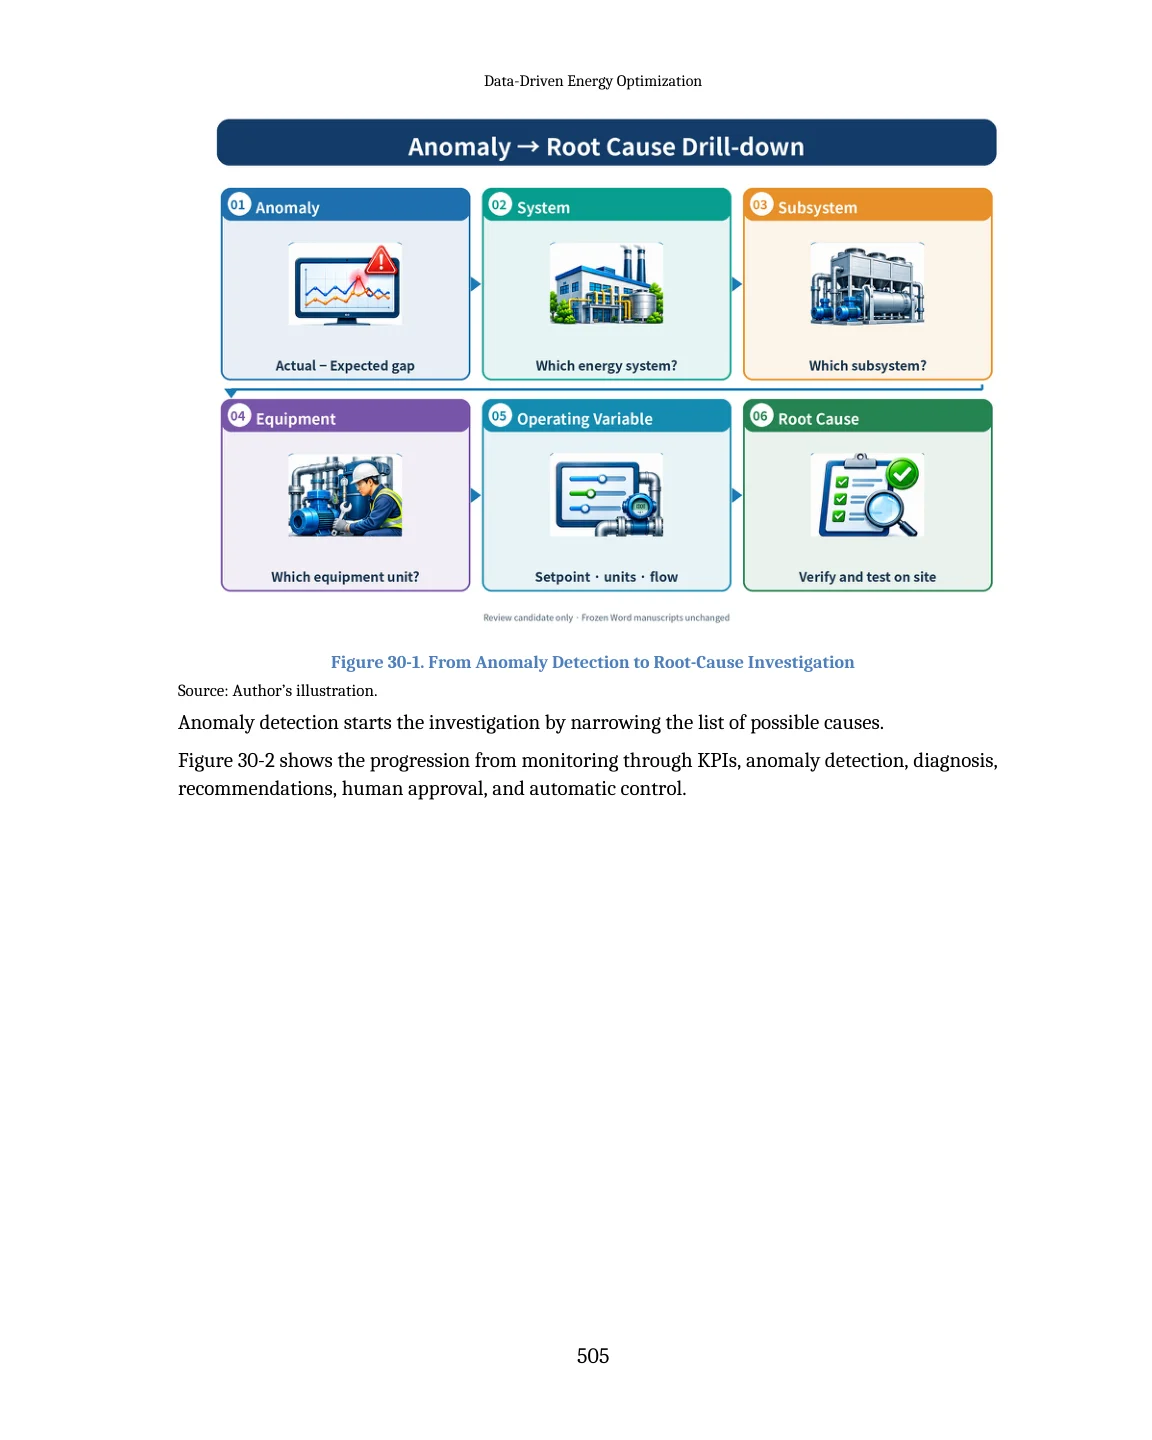 Data-Driven Energy Optimization
Anomaly → Root Cause Drill-down
01 Anomaly
Actual – Expected gap
02 System
Which energy system?
03 Subsystem
Which subsystem?
04 Equipment
Which equipment unit?
05 Operating Variable
Setpoint · units · flow
06 Root Cause
Verify and test on site
Review candidate only · Frozen Word manuscripts unchanged
Figure 30-1. From Anomaly Detection to Root-Cause Investigation
Source: Author’s illustration.
Anomaly detection starts the investigation by narrowing the list of possible causes.
Figure 30-2 shows the progression from monitoring through KPIs, anomaly detection, diagnosis,
recommendations, human approval, and automatic control.
505